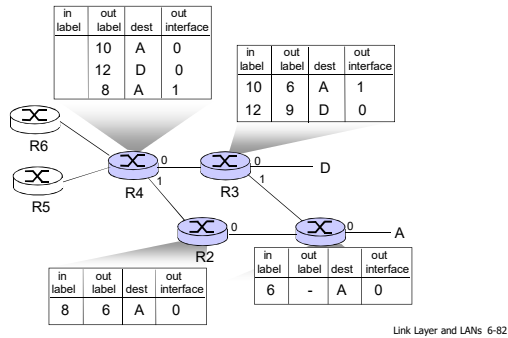 in label | out label | dest | out interface
10 A 0
12 D 0
8 A 1
in label | out label | dest | out interface
10 6 A 1
12 9 D 0
R6
R5
R4
0
1
R3
0
1
D
R2
0
0
A
in label | out label | dest | out interface
8 6 A 0
in label | out label | dest | out interface
6 - A 0
Link Layer and LANs 6-82